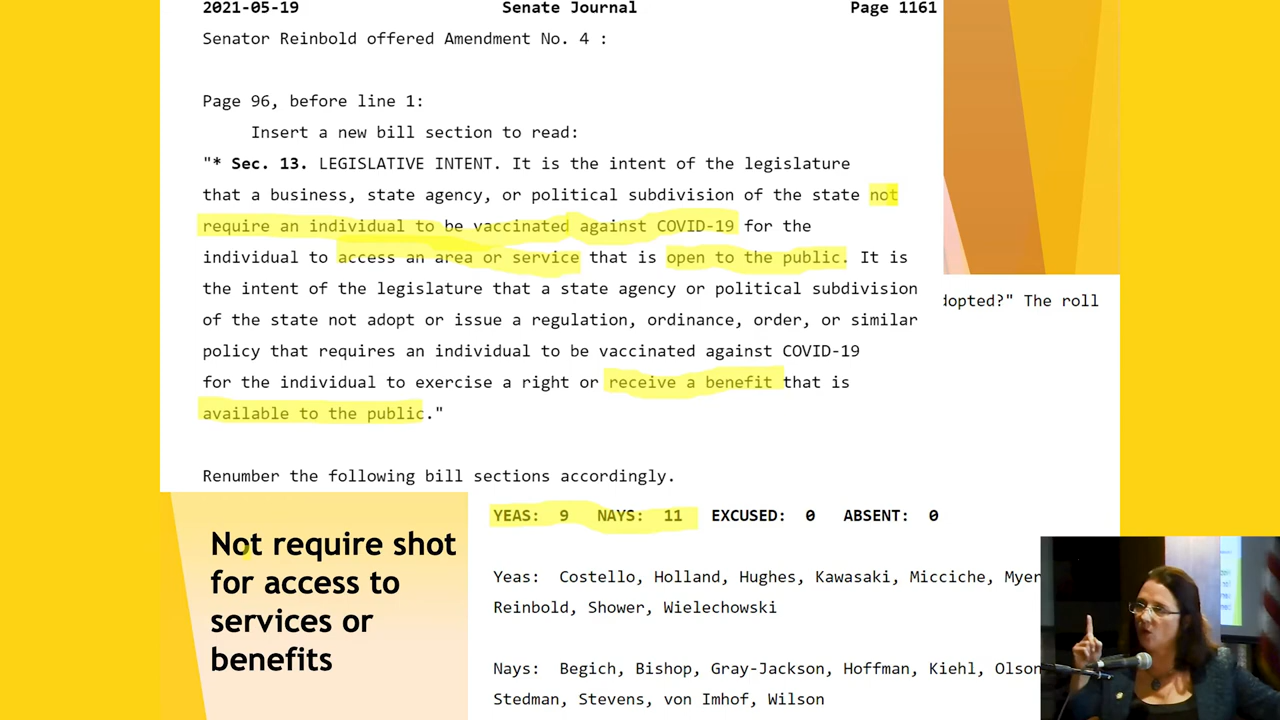 2021-05-19 Senate Journal Page 1161
Senator Reinbold offered Amendment No. 4 :
Page 96, before line 1:
Insert a new bill section to read:
"* Sec. 13. LEGISLATIVE INTENT. It is the intent of the legislature
that a business, state agency, or political subdivision of the state not
require an individual to be vaccinated against COVID-19 for the
individual to access an area or service that is open to the public. It is
the intent of the legislature that a state agency or political subdivision
of the state not adopt or issue a regulation, ordinance, order, or similar
policy that requires an individual to be vaccinated against COVID-19
for the individual to exercise a right or receive a benefit that is
available to the public."
Renumber the following bill sections accordingly.
dopted?" The roll
YEAS: 9 NAYS: 11 EXCUSED: 0 ABSENT: 0
Yeas: Costello, Holland, Hughes, Kawasaki, Micciche, Myer
Reinbold, Shower, Wielechowski
Nays: Begich, Bishop, Gray-Jackson, Hoffman, Kiehl, Olson
Stedman, Stevens, von Imhof, Wilson
Not require shot
for access to
services or
benefits